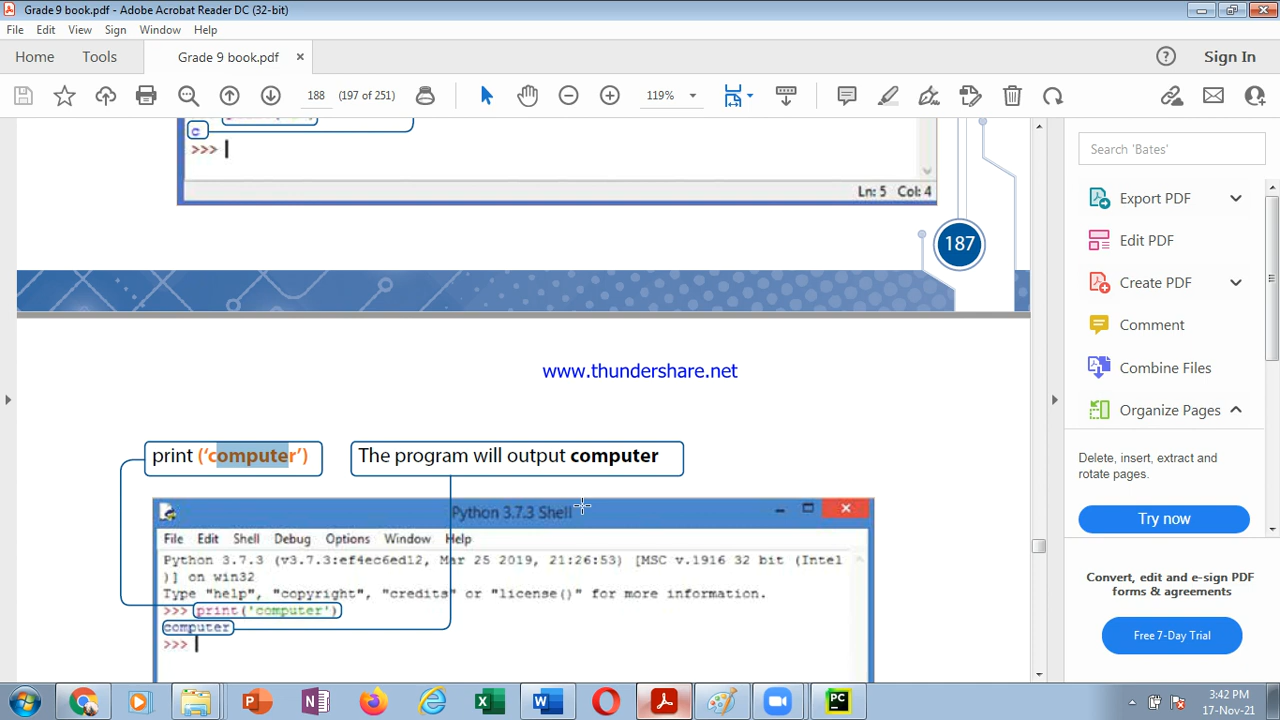 Grade 9 book.pdf - Adobe Acrobat Reader DC (32-bit)
File Edit View Sign Window Help
Home Tools Grade 9 book.pdf × Sign In
188 (197 of 251) 119%
c
>>>
Ln: 5 Col: 4
187
www.thundershare.net
print (‘computer’) The program will output computer
Python 3.7.3 Shell
File Edit Shell Debug Options Window Help
Python 3.7.3 (v3.7.3:ef4ec6ed12, Mar 25 2019, 21:26:53) [MSC v.1916 32 bit (Intel
)] on win32
Type "help", "copyright", "credits" or "license()" for more information.
>>> print('computer')
computer
>>>
Search 'Bates'
Export PDF
Edit PDF
Create PDF
Comment
Combine Files
Organize Pages
Delete, insert, extract and
rotate pages.
Try now
Convert, edit and e-sign PDF
forms & agreements
Free 7-Day Trial
3:42 PM
17-Nov-21